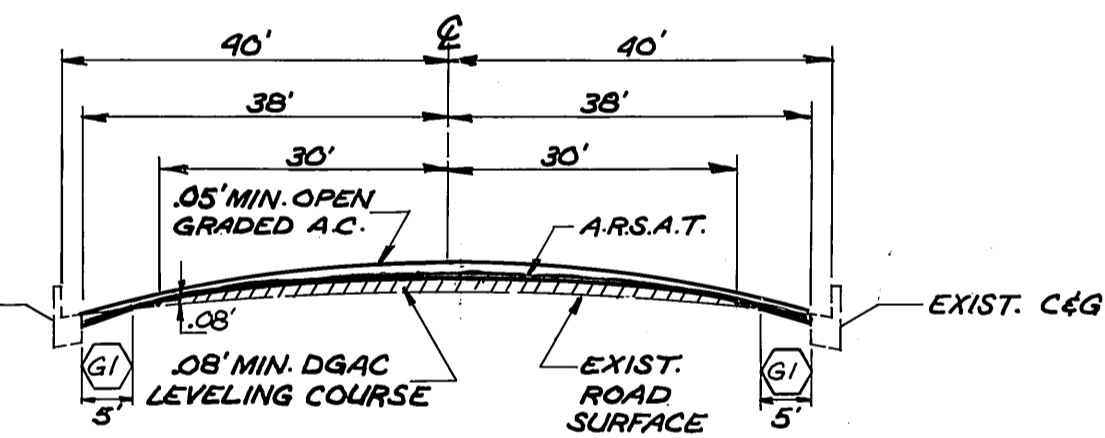 ℄
40' 40'
38' 38'
30' 30'
.05' MIN. OPEN
GRADED A.C.
A.R.S.A.T.
EXIST. C&G
.08'
G1
.08' MIN. DGAC
LEVELING COURSE
EXIST.
ROAD
SURFACE
G1
5' 5'